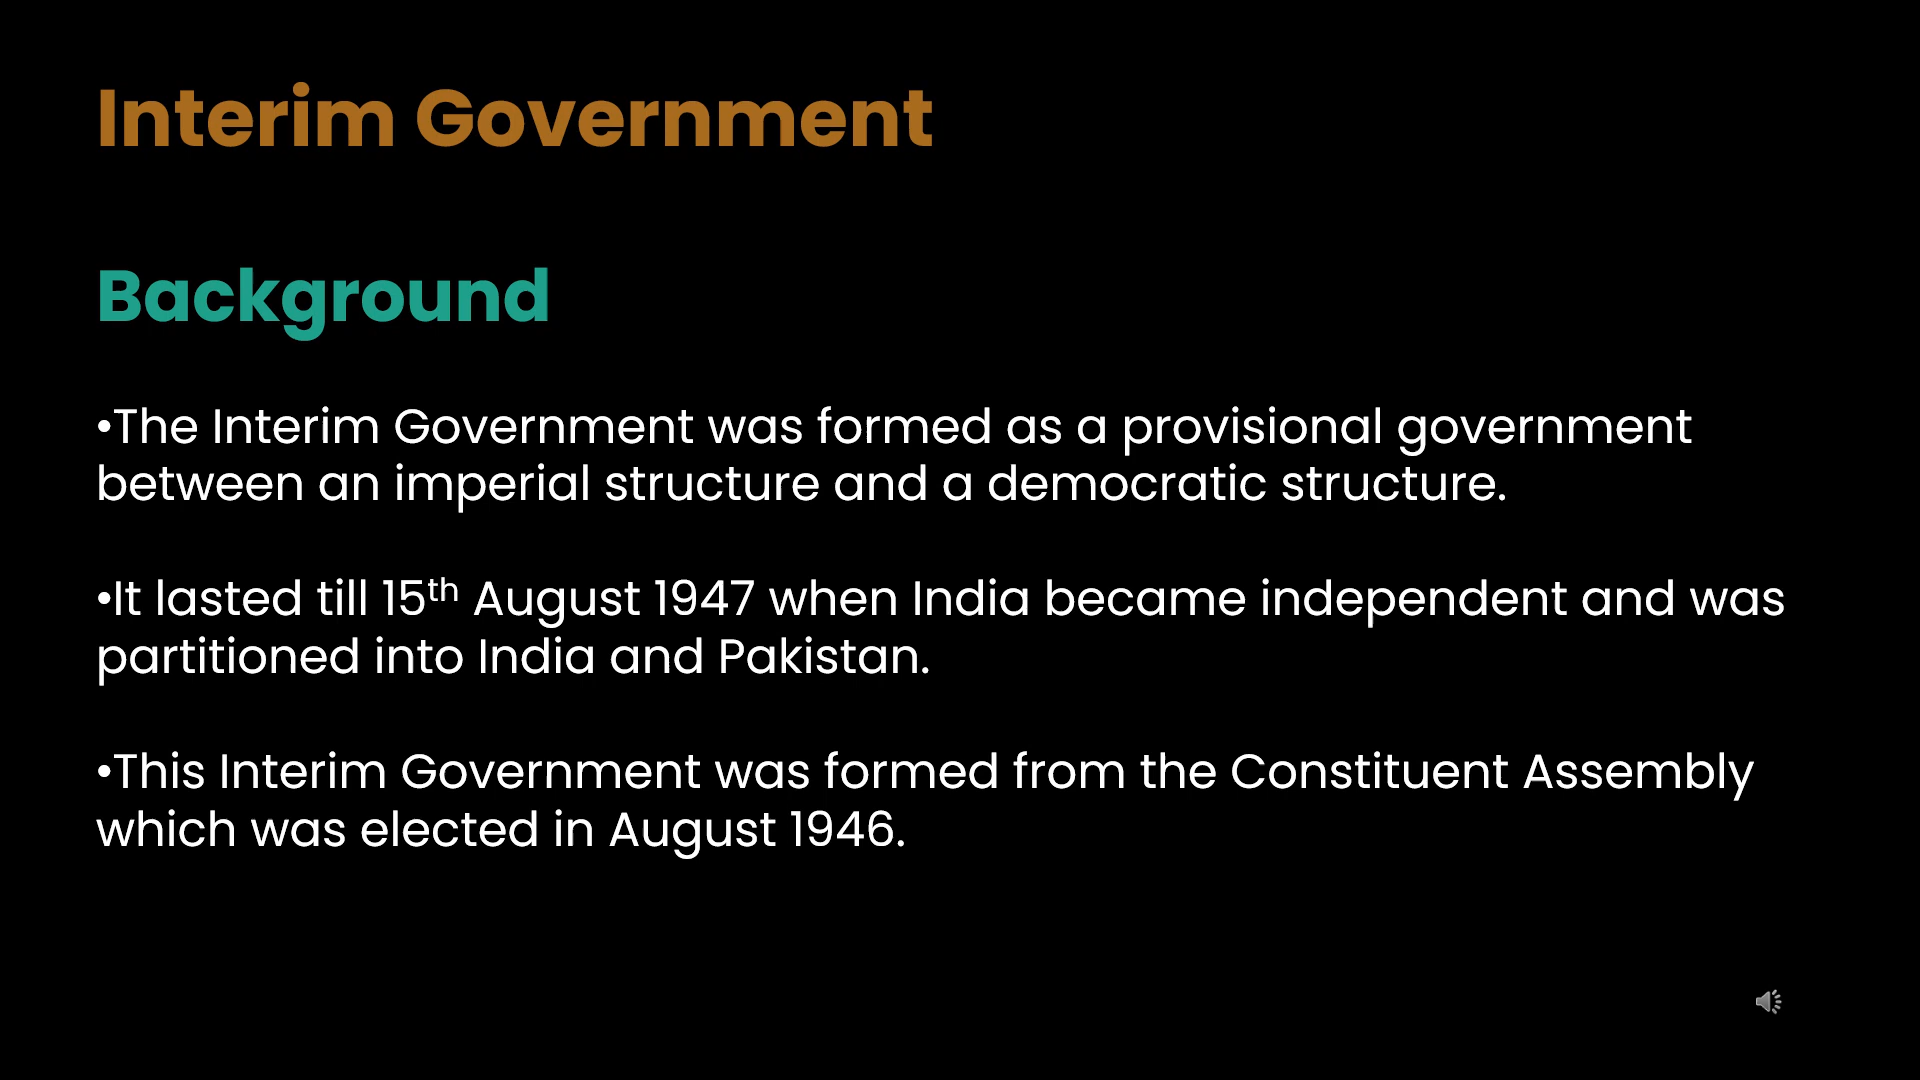 Interim Government
Background
•The Interim Government was formed as a provisional government
between an imperial structure and a democratic structure.
•It lasted till 15th August 1947 when India became independent and was
partitioned into India and Pakistan.
•This Interim Government was formed from the Constituent Assembly
which was elected in August 1946.